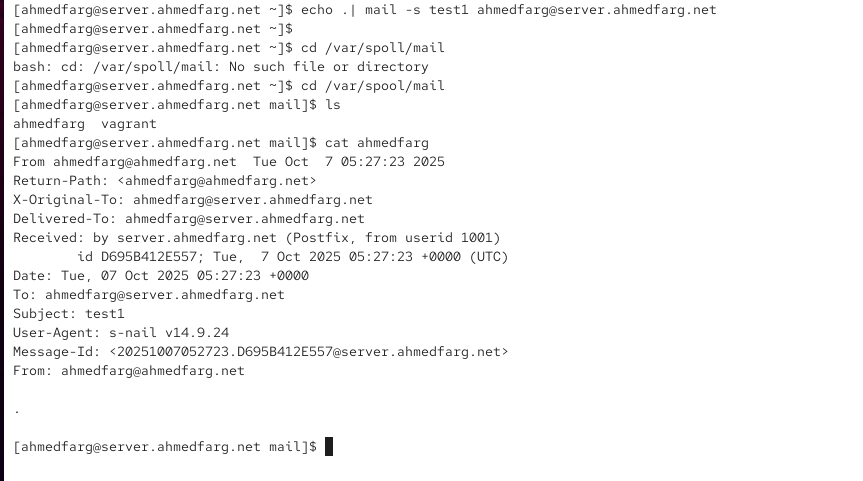 [ahmedfarg@server.ahmedfarg.net ~]$ echo .| mail -s test1 ahmedfarg@server.ahmedfarg.net
[ahmedfarg@server.ahmedfarg.net ~]$
[ahmedfarg@server.ahmedfarg.net ~]$ cd /var/spoll/mail
bash: cd: /var/spoll/mail: No such file or directory
[ahmedfarg@server.ahmedfarg.net ~]$ cd /var/spool/mail
[ahmedfarg@server.ahmedfarg.net mail]$ ls
ahmedfarg  vagrant
[ahmedfarg@server.ahmedfarg.net mail]$ cat ahmedfarg
From ahmedfarg@ahmedfarg.net  Tue Oct  7 05:27:23 2025
Return-Path: <ahmedfarg@ahmedfarg.net>
X-Original-To: ahmedfarg@server.ahmedfarg.net
Delivered-To: ahmedfarg@server.ahmedfarg.net
Received: by server.ahmedfarg.net (Postfix, from userid 1001)
        id D695B412E557; Tue,  7 Oct 2025 05:27:23 +0000 (UTC)
Date: Tue, 07 Oct 2025 05:27:23 +0000
To: ahmedfarg@server.ahmedfarg.net
Subject: test1
User-Agent: s-nail v14.9.24
Message-Id: <20251007052723.D695B412E557@server.ahmedfarg.net>
From: ahmedfarg@ahmedfarg.net

.

[ahmedfarg@server.ahmedfarg.net mail]$